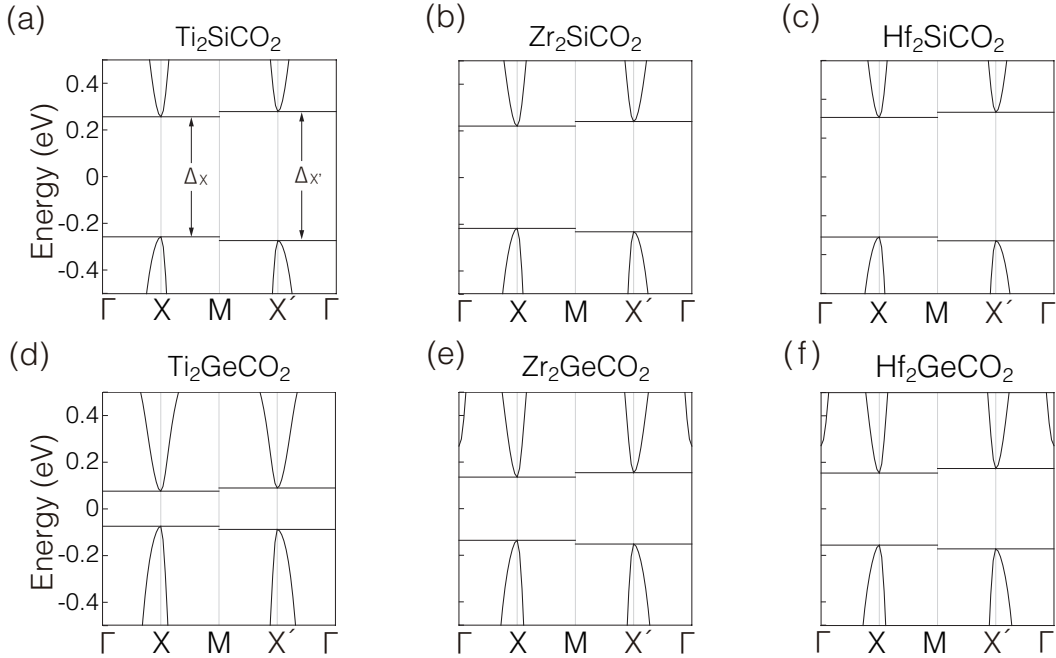 (a)
Ti₂SiCO₂
(b)
Zr₂SiCO₂
(c)
Hf₂SiCO₂
Energy (eV)
0.4
0.2
0
-0.2
-0.4
Δx
Δx'
Γ X M X´ Γ
Γ X M X´ Γ
Γ X M X´ Γ
(d)
Ti₂GeCO₂
(e)
Zr₂GeCO₂
(f)
Hf₂GeCO₂
Energy (eV)
0.4
0.2
0
-0.2
-0.4
Γ X M X´ Γ
Γ X M X´ Γ
Γ X M X´ Γ